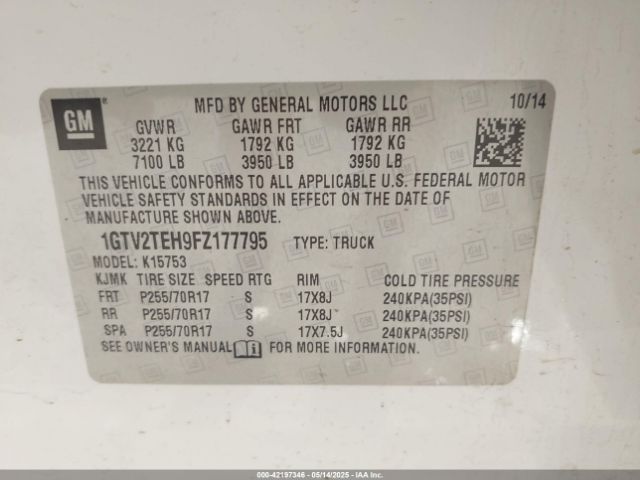 GM
MFD BY GENERAL MOTORS LLC 10/14
GVWR GAWR FRT GAWR RR
3221 KG 1792 KG 1792 KG
7100 LB 3950 LB 3950 LB
THIS VEHICLE CONFORMS TO ALL APPLICABLE U.S. FEDERAL MOTOR
VEHICLE SAFETY STANDARDS IN EFFECT ON THE DATE OF
MANUFACTURE SHOWN ABOVE.
1GTV2TEH9FZ177795 TYPE: TRUCK
MODEL: K15753
KJMK TIRE SIZE SPEED RTG RIM COLD TIRE PRESSURE
FRT P255/70R17 S 17X8J 240KPA(35PSI)
RR P255/70R17 S 17X8J 240KPA(35PSI)
SPA P255/70R17 S 17X7.5J 240KPA(35PSI)
SEE OWNER'S MANUAL FOR MORE INFORMATION.
000-42197346 - 05/14/2025 - IAAI, Inc.